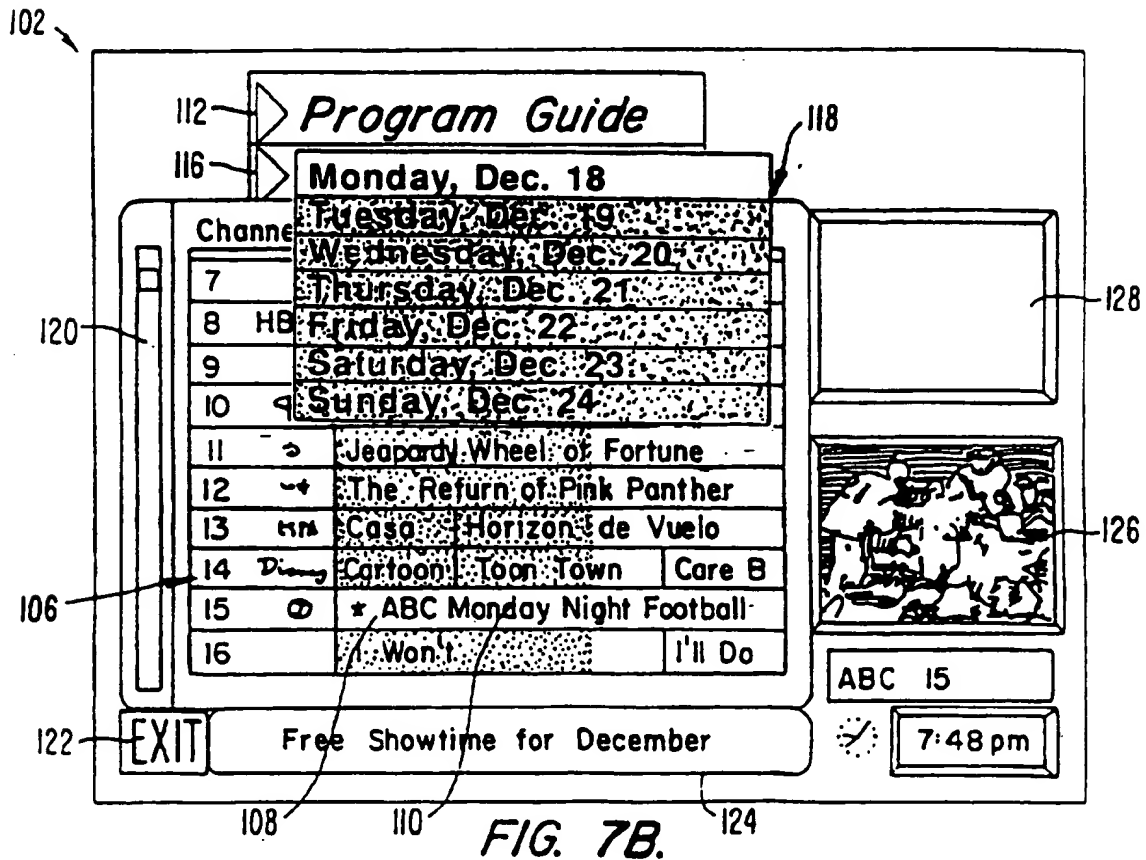 102
112
Program Guide
118
116
Monday, Dec. 18
Tuesday, Dec. 19
Channe
Wednesday, Dec. 20
7
Thursday, Dec. 21
128
120
8 HB
Friday, Dec. 22
9
Saturday, Dec. 23
10
Sunday, Dec. 24
11 Jeapardy Wheel of Fortune
12 The Return of Pink Panther
13 Casa Horizon de Vuelo
126
14 Disney Cartoon Toon Town Care B
106
15 * ABC Monday Night Football
16 I Won't I'll Do
ABC 15
122
EXIT
Free Showtime for December
7:48 pm
108
110
124
FIG. 7B.